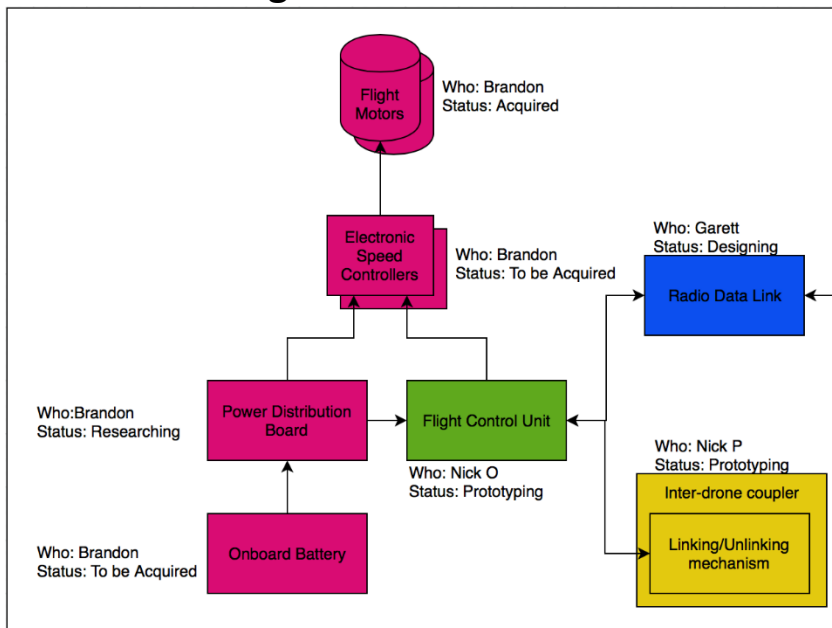 Flight
Motors
Who: Brandon
Status: Acquired
Electronic
Speed
Controllers
Who: Brandon
Status: To be Acquired
Who: Garett
Status: Designing
Radio Data Link
Who:Brandon
Status: Researching
Power Distribution
Board
Flight Control Unit
Who: Nick O
Status: Prototyping
Who: Nick P
Status: Prototyping
Inter-drone coupler
Linking/Unlinking
mechanism
Who: Brandon
Status: To be Acquired
Onboard Battery